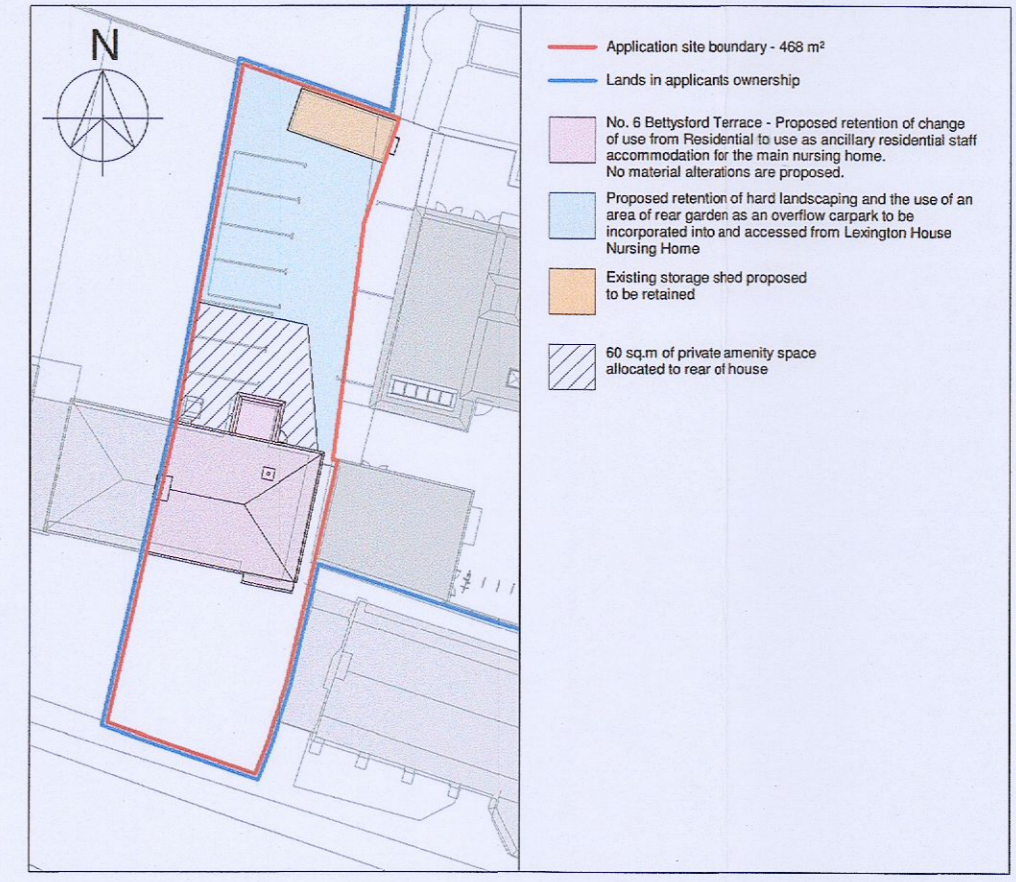 N
Application site boundary - 468 m²
Lands in applicants ownership
No. 6 Bettysford Terrace - Proposed retention of change
of use from Residential to use as ancillary residential staff
accommodation for the main nursing home.
No material alterations are proposed.
Proposed retention of hard landscaping and the use of an
area of rear garden as an overflow carpark to be
incorporated into and accessed from Lexington House
Nursing Home
Existing storage shed proposed
to be retained
60 sq.m of private amenity space
allocated to rear of house